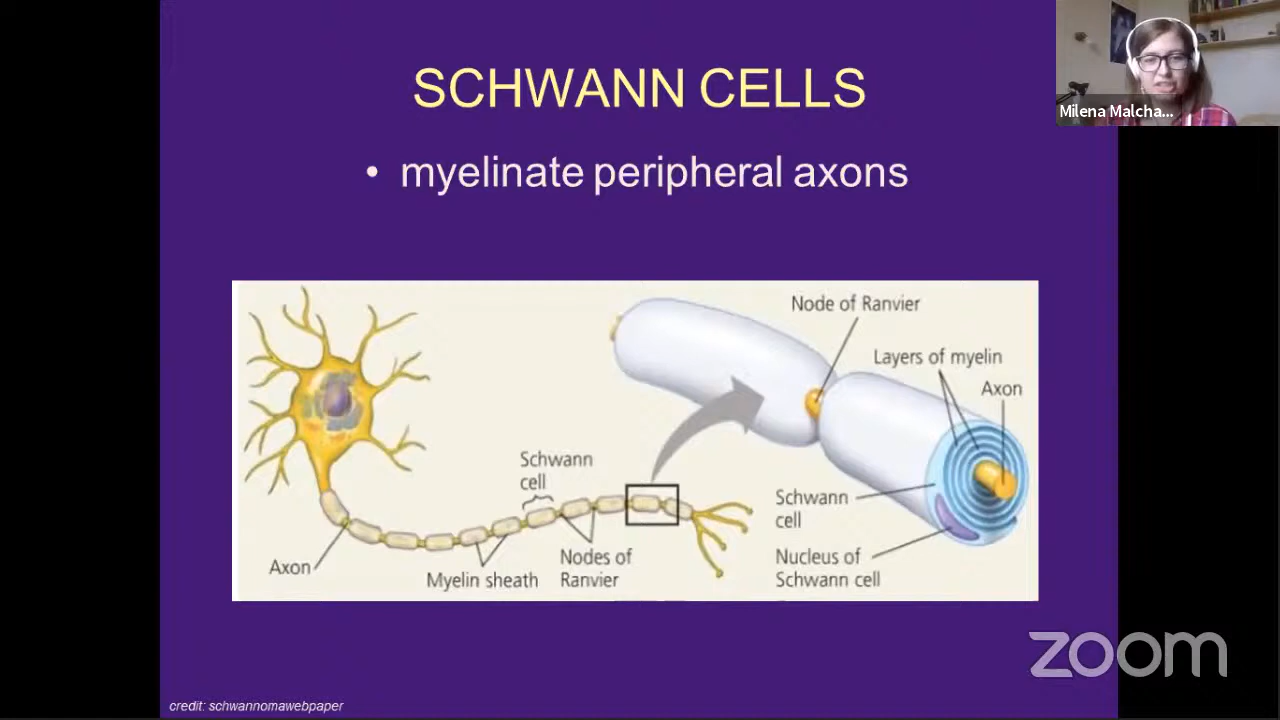 SCHWANN CELLS
• myelinate peripheral axons
Milena Malcha...
Node of Ranvier
Layers of myelin
Axon
Schwann
cell
Schwann
cell
Nucleus of
Schwann cell
Axon
Myelin sheath
Nodes of
Ranvier
zoom
credit: schwannomawebpaper